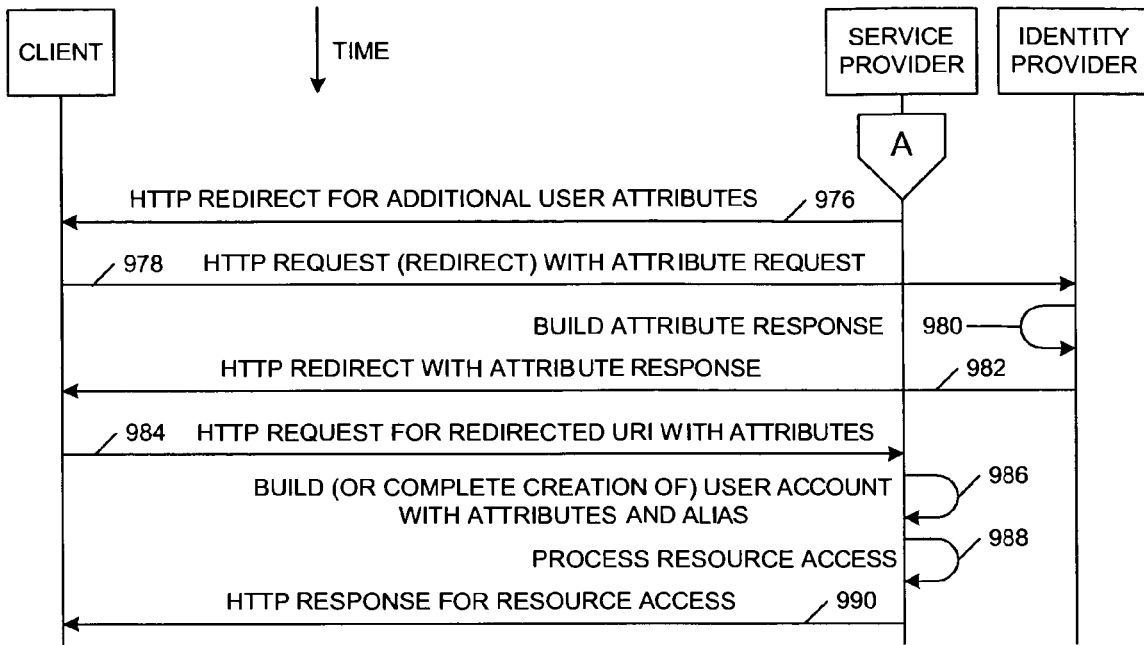 CLIENT
TIME
SERVICE
PROVIDER
IDENTITY
PROVIDER
A
HTTP REDIRECT FOR ADDITIONAL USER ATTRIBUTES
976
978
HTTP REQUEST (REDIRECT) WITH ATTRIBUTE REQUEST
BUILD ATTRIBUTE RESPONSE
980
HTTP REDIRECT WITH ATTRIBUTE RESPONSE
982
984
HTTP REQUEST FOR REDIRECTED URI WITH ATTRIBUTES
BUILD (OR COMPLETE CREATION OF) USER ACCOUNT
WITH ATTRIBUTES AND ALIAS
986
PROCESS RESOURCE ACCESS
988
HTTP RESPONSE FOR RESOURCE ACCESS
990